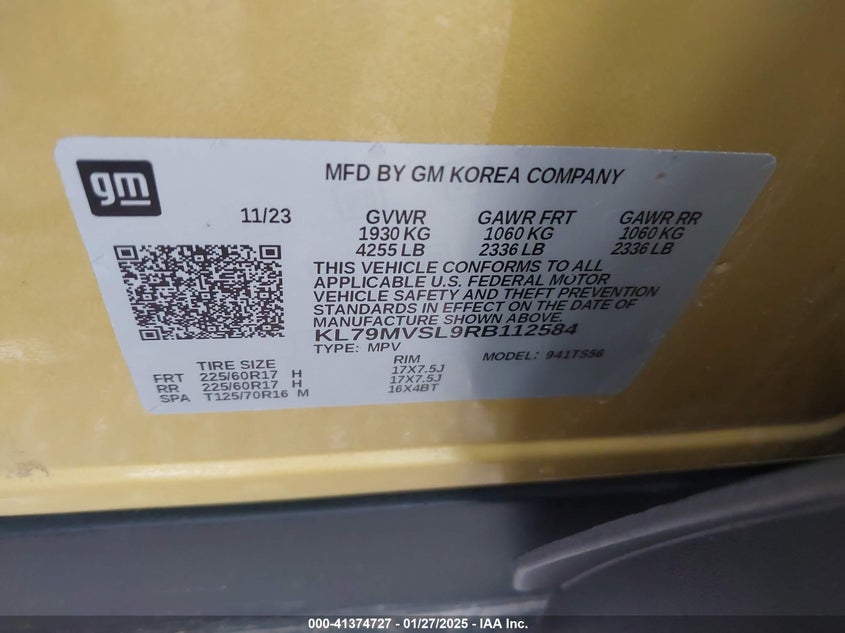 gm
MFD BY GM KOREA COMPANY
11/23 GVWR GAWR FRT GAWR RR
1930 KG 1060 KG 1060 KG
4255 LB 2336 LB 2336 LB
THIS VEHICLE CONFORMS TO ALL
APPLICABLE U.S. FEDERAL MOTOR
VEHICLE SAFETY AND THEFT PREVENTION
STANDARDS IN EFFECT ON THE DATE OF
MANUFACTURE SHOWN ABOVE.
KL79MVSL9RB112584
TYPE: MPV MODEL: 941TS56
TIRE SIZE RIM
FRT 225/60R17 H 17X7.5J
RR 225/60R17 H 17X7.5J
SPA T125/70R16 M 16X4BT
000-41374727 - 01/27/2025 - IAA Inc.